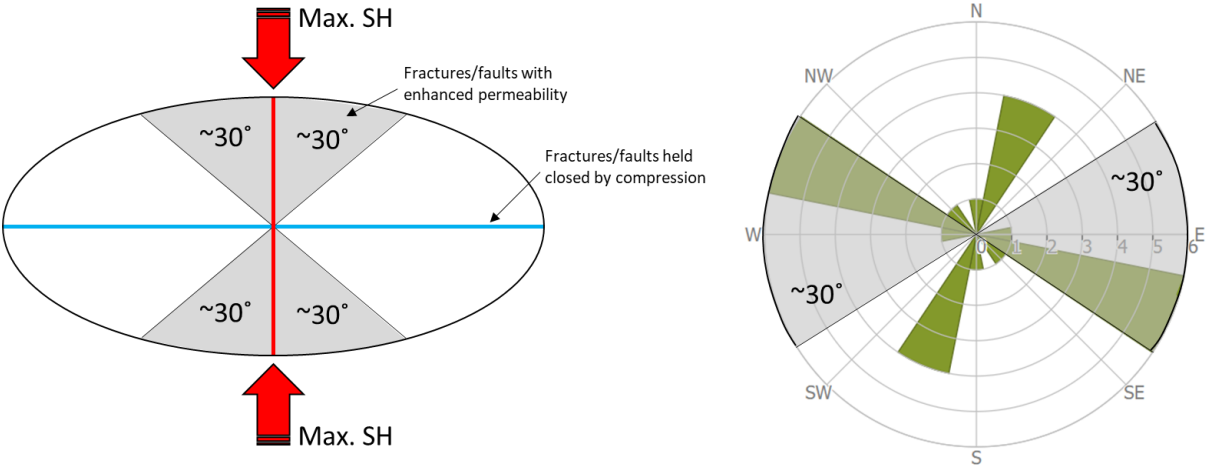 Max. SH
Fractures/faults with
enhanced permeability
~30˚
~30˚
Fractures/faults held
closed by compression
~30˚
~30˚
Max. SH
N
NW
NE
~30˚
W
0 1 2 3 4 5 6
E
~30˚
SW
SE
S